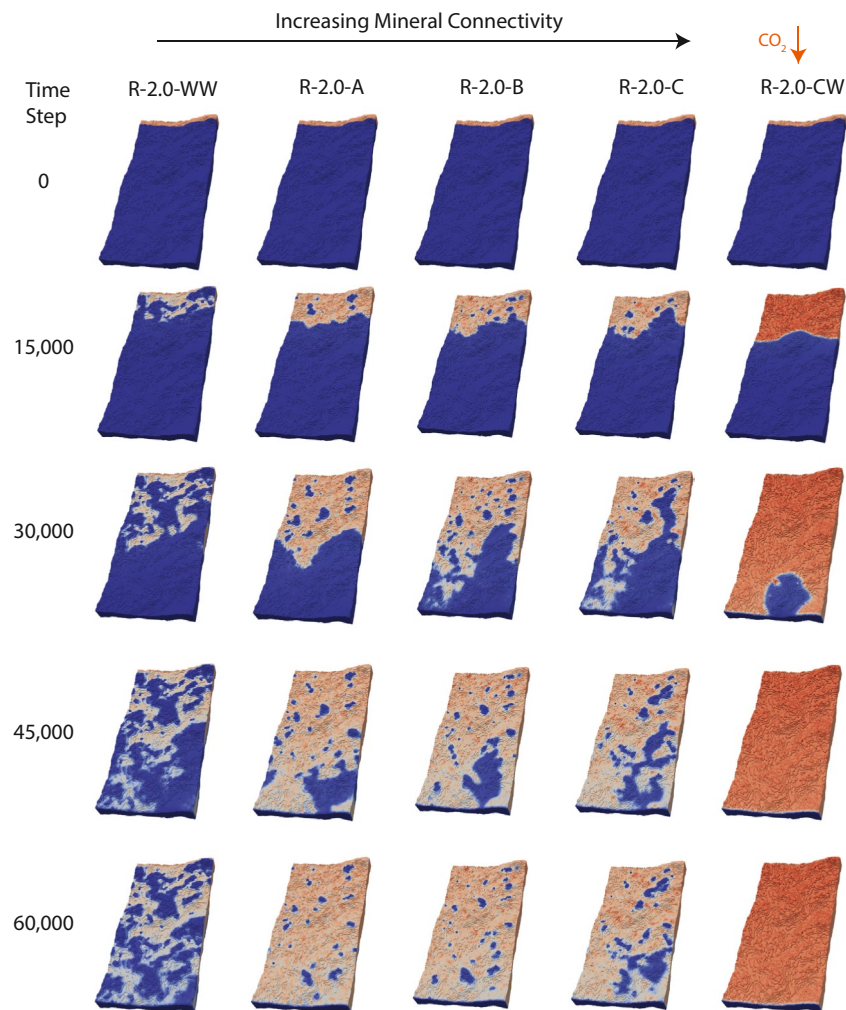 Increasing Mineral Connectivity
CO₂
Time
Step
R-2.0-WW
R-2.0-A
R-2.0-B
R-2.0-C
R-2.0-CW
0
15,000
30,000
45,000
60,000